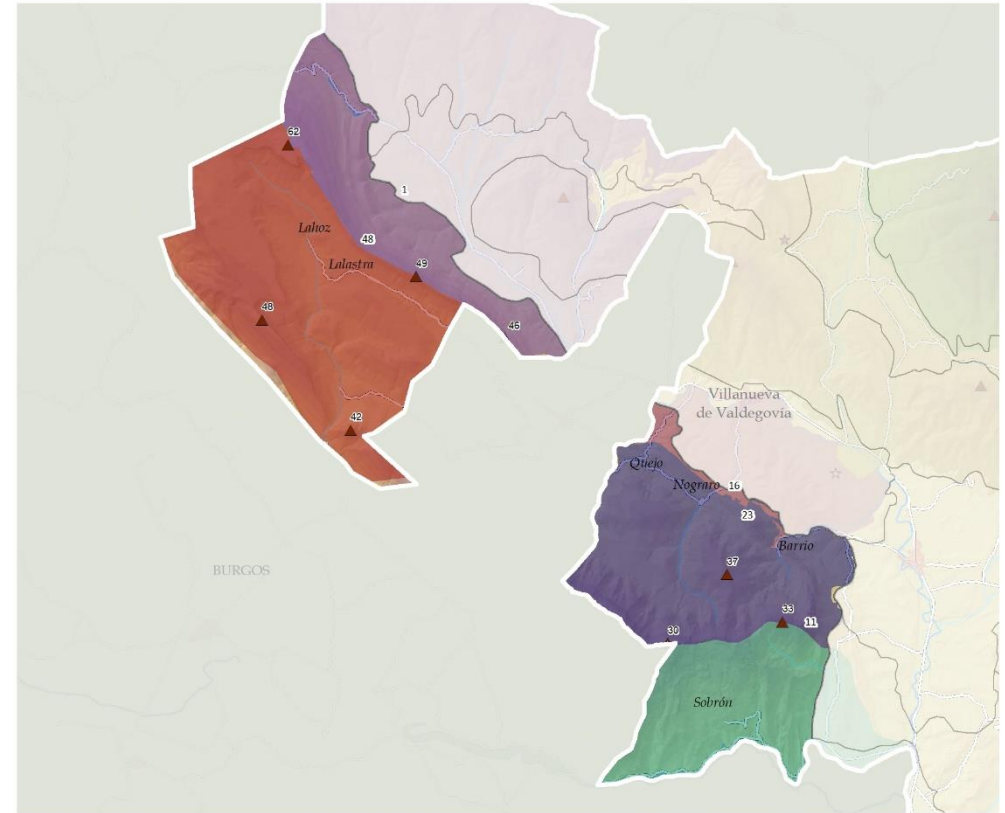 62
1
Lahoz
48
Lalastra
49
48
46
Villanueva
de Valdegovía
42
Quejo
Nograro
16
23
Barrio
BURGOS
37
33
11
30
Sobrón